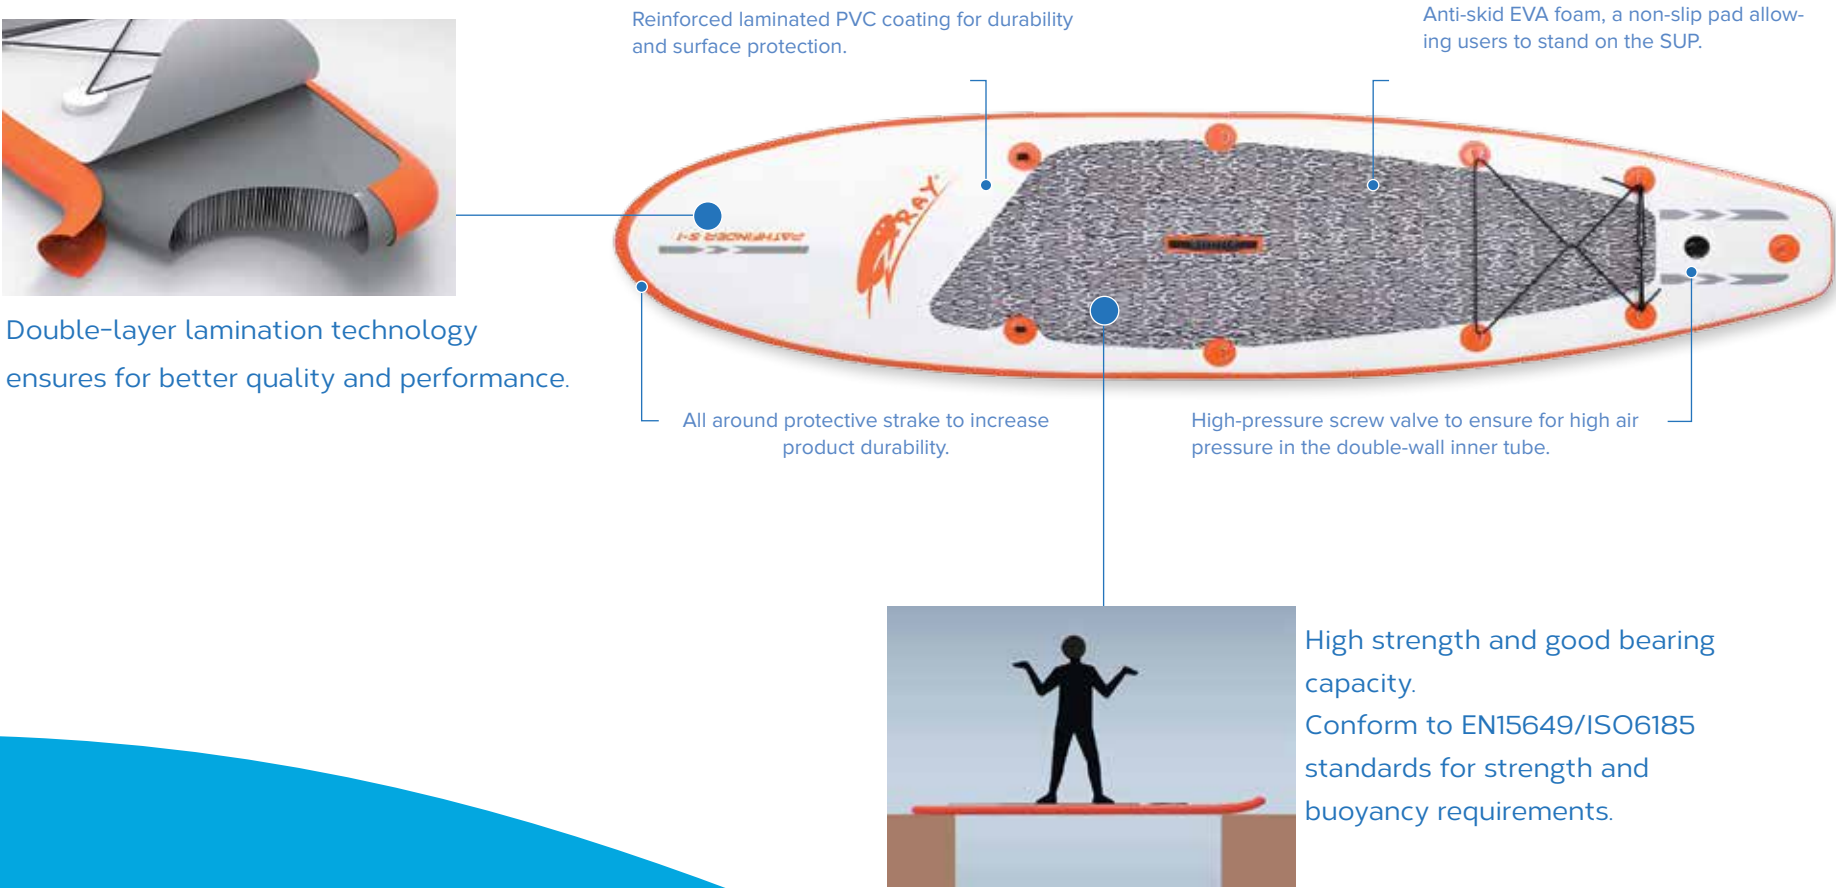 Reinforced laminated PVC coating for durability
and surface protection.
Anti-skid EVA foam, a non-slip pad allow-
ing users to stand on the SUP.
RAY
PATHFINDER S-1
Double-layer lamination technology
ensures for better quality and performance.
All around protective strake to increase
product durability.
High-pressure screw valve to ensure for high air
pressure in the double-wall inner tube.
High strength and good bearing
capacity.
Conform to EN15649/ISO6185
standards for strength and
buoyancy requirements.